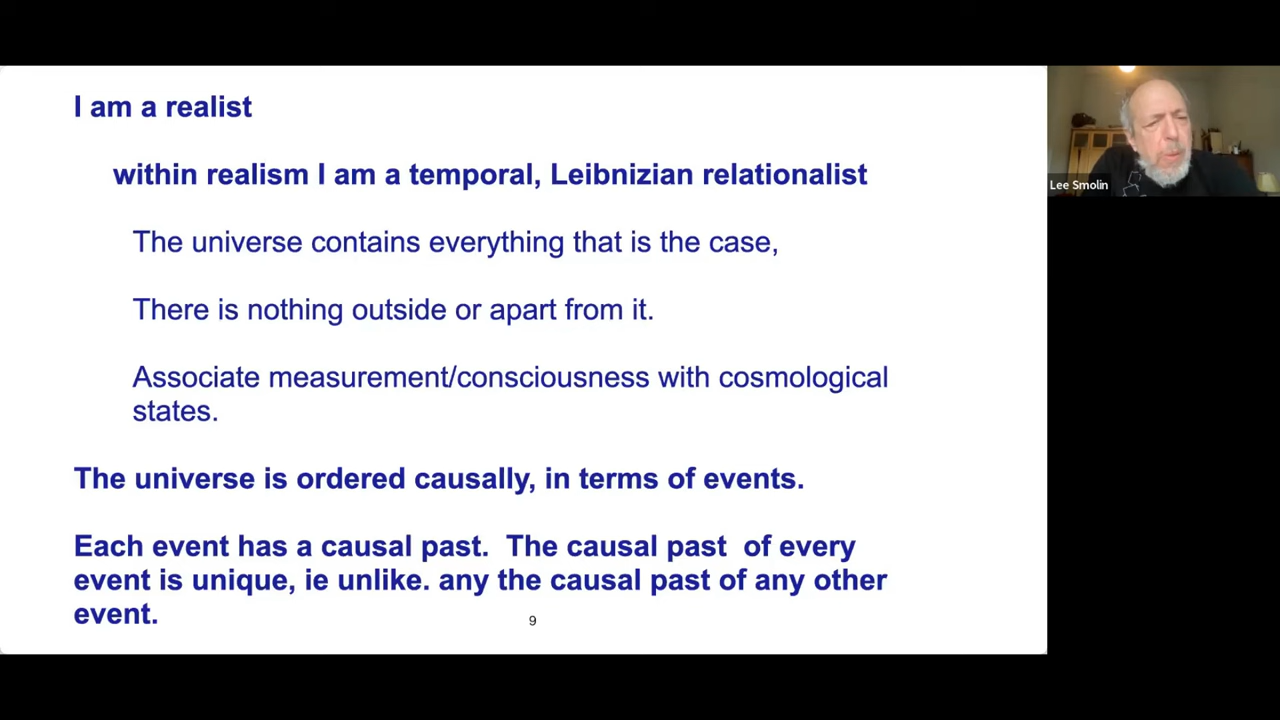 I am a realist
within realism I am a temporal, Leibnizian relationalist
The universe contains everything that is the case,
There is nothing outside or apart from it.
Associate measurement/consciousness with cosmological
states.
The universe is ordered causally, in terms of events.
Each event has a causal past.  The causal past  of every
event is unique, ie unlike. any the causal past of any other
event.
9
Lee Smolin